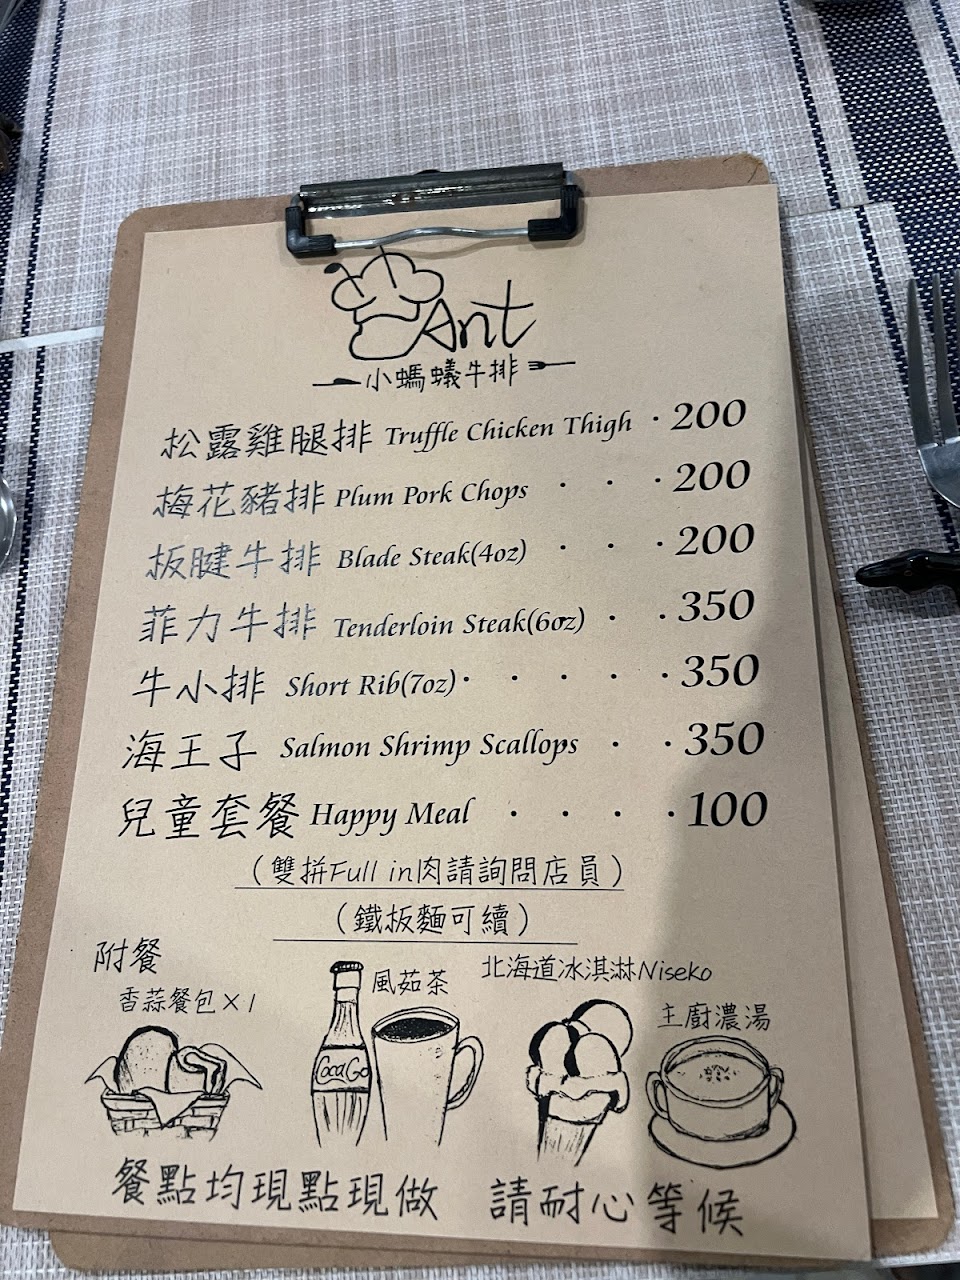 Ant
小螞蟻牛排
松露雞腿排 Truffle Chicken Thigh · 200
梅花豬排 Plum Pork Chops · · · 200
板腱牛排 Blade Steak(4oz) · · · 200
菲力牛排 Tenderloin Steak(6oz) · · 350
牛小排 Short Rib(7oz) · · · · · 350
海王子 Salmon Shrimp Scallops · · 350
兒童套餐 Happy Meal · · · · 100
（雙拼Full in肉請詢問店員）
（鐵板麵可續）
附餐
香蒜餐包×1
風茹茶
北海道冰淇淋Niseko
主廚濃湯
CocaGo
餐點均現點現做 請耐心等候